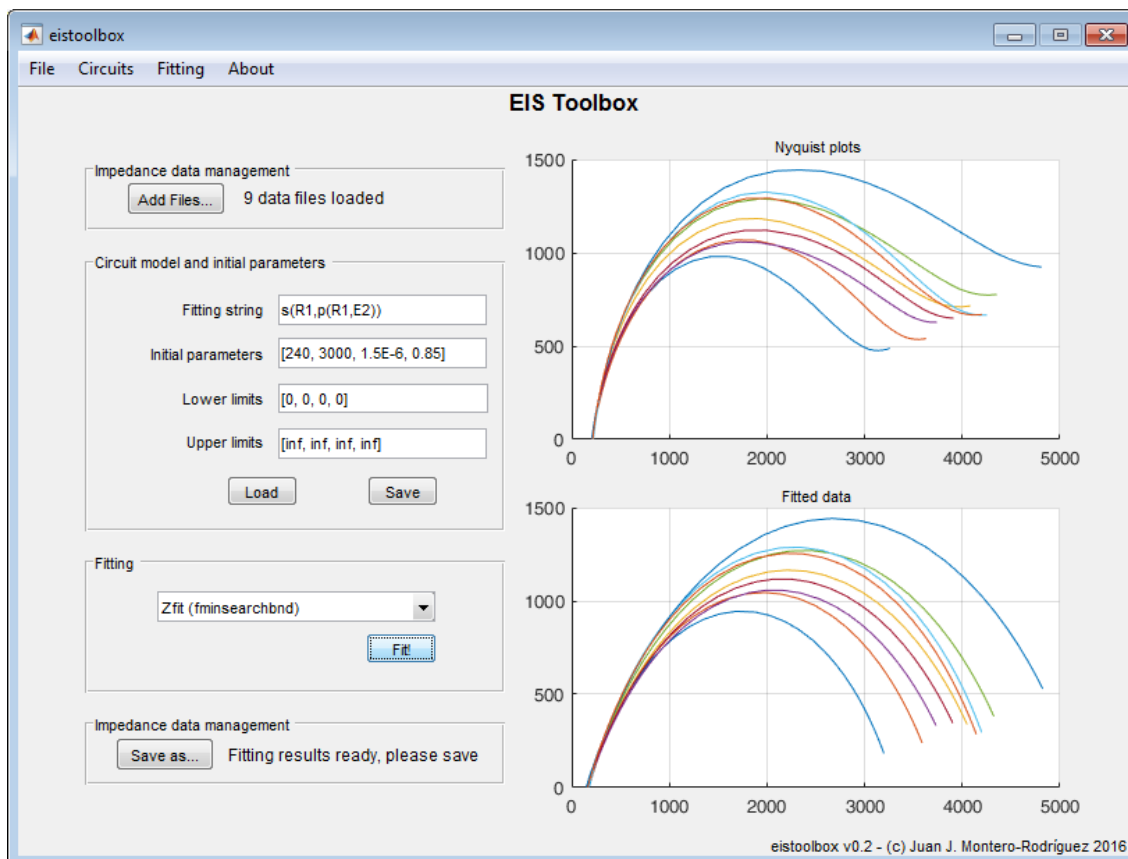 eistoolbox
File Circuits Fitting About
EIS Toolbox
Impedance data management
Add Files... 9 data files loaded
Circuit model and initial parameters
Fitting string s(R1,p(R1,E2))
Initial parameters [240, 3000, 1.5E-6, 0.85]
Lower limits [0, 0, 0, 0]
Upper limits [inf, inf, inf, inf]
Load Save
Fitting
Zfit (fminsearchbnd)
Fit!
Impedance data management
Save as... Fitting results ready, please save
Nyquist plots
1500
1000
500
0
0 1000 2000 3000 4000 5000
Fitted data
1500
1000
500
0
0 1000 2000 3000 4000 5000
eistoolbox v0.2 - (c) Juan J. Montero-Rodríguez 2016